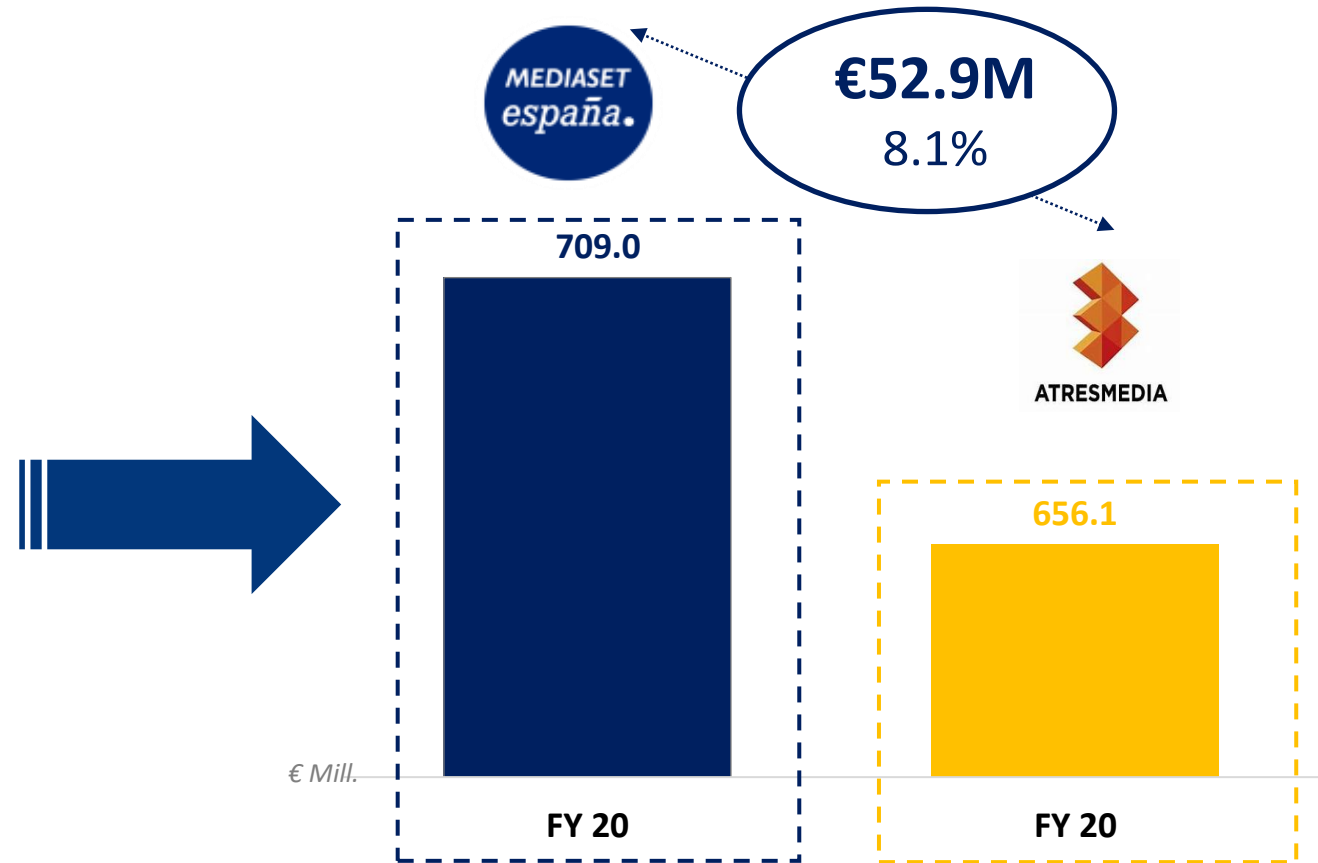 MEDIASET
españa.
€52.9M
8.1%
709.0
ATRESMEDIA
656.1
€ Mill.
FY 20
FY 20